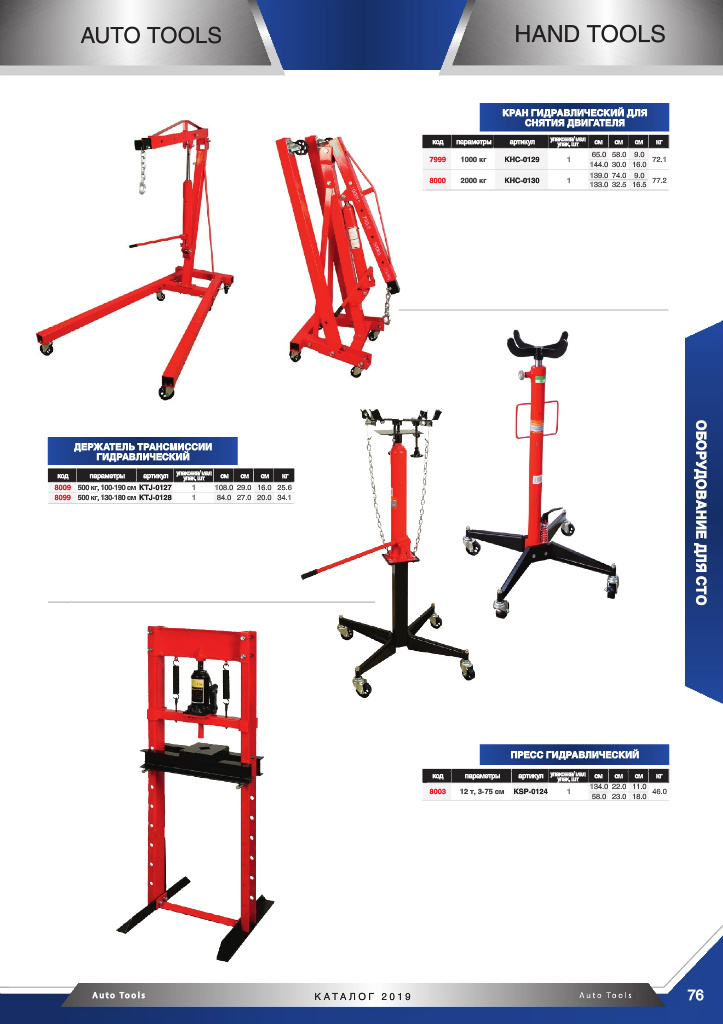 AUTO TOOLS
HAND TOOLS
КРАН ГИДРАВЛИЧЕСКИЙ ДЛЯ
СНЯТИЯ ДВИГАТЕЛЯ
код параметры артикул упаковка/мал упак, шт см см см кг
7999 1000 кг KHC-0129 1 65.0 58.0 9.0 72.1
144.0 30.0 16.0
8000 2000 кг KHC-0130 1 139.0 74.0 9.0 77.2
133.0 32.5 16.5
ДЕРЖАТЕЛЬ ТРАНСМИССИИ
ГИДРАВЛИЧЕСКИЙ
код параметры артикул упаковка/мал упак, шт см см см кг
8009 500 кг, 100-190 см KTJ-0127 1 108.0 29.0 16.0 25.6
8099 500 кг, 130-180 см KTJ-0128 1 84.0 27.0 20.0 34.1
ОБОРУДОВАНИЕ ДЛЯ СТО
ПРЕСС ГИДРАВЛИЧЕСКИЙ
код параметры артикул упаковка/мал упак, шт см см см кг
8003 12 т, 3-75 см KSP-0124 1 134.0 22.0 11.0 46.0
58.0 23.0 18.0
Auto Tools
КАТАЛОГ 2019
Auto Tools
76